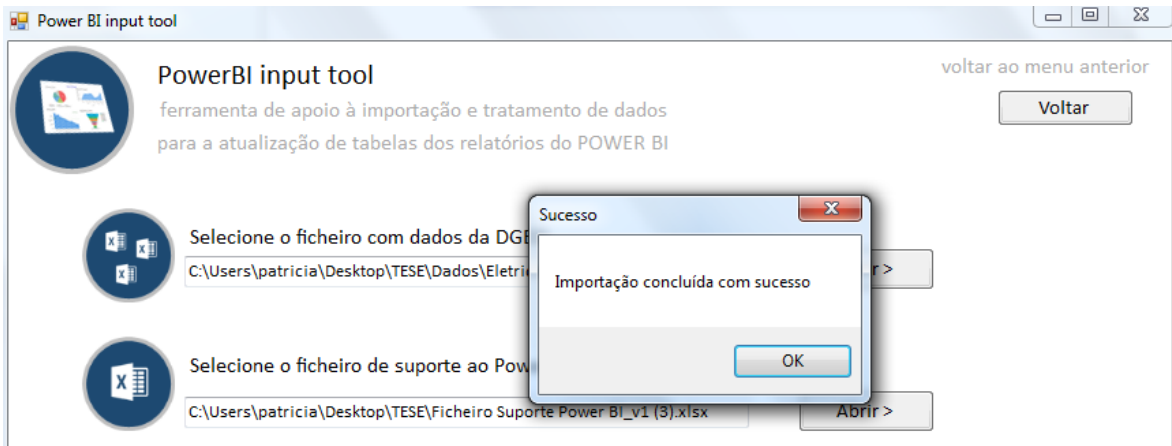 Power BI input tool
PowerBI input tool
ferramenta de apoio à importação e tratamento de dados
para a atualização de tabelas dos relatórios do POWER BI
voltar ao menu anterior
Voltar
Selecione o ficheiro com dados da
C:\Users\patricia\Desktop\TESE\Dados\
Sucesso
Importação concluída com sucesso
OK
Selecione o ficheiro de suporte ao
C:\Users\patricia\Desktop\TESE\Ficheiro Suporte Power BI_v1 (3).xlsx
Abrir >